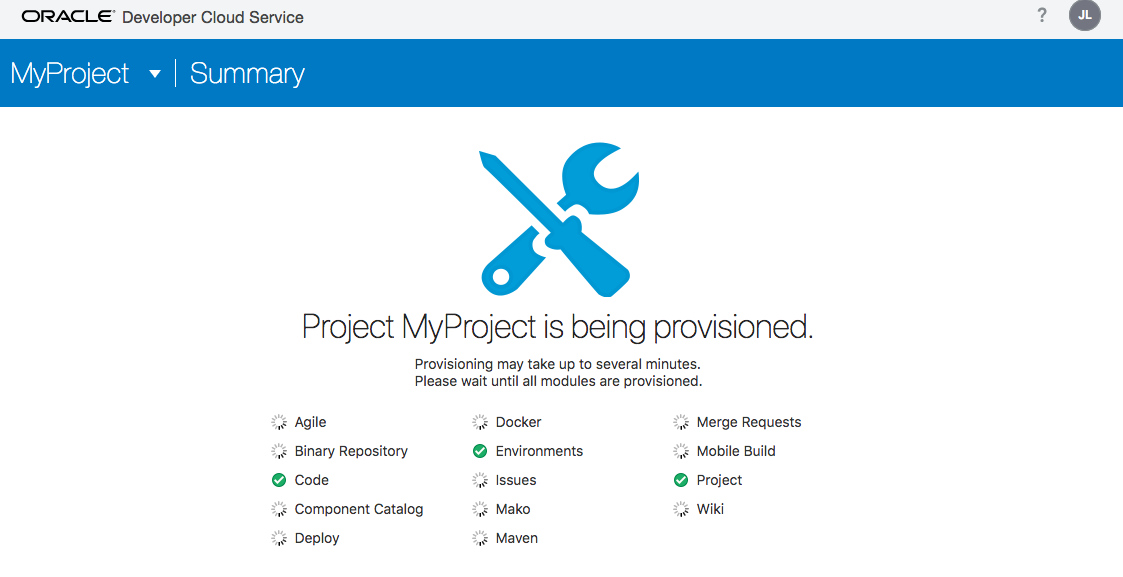 ORACLE® Developer Cloud Service
? JL
MyProject Summary
Project MyProject is being provisioned.
Provisioning may take up to several minutes.
Please wait until all modules are provisioned.
Agile
Binary Repository
Code
Component Catalog
Deploy
Docker
Environments
Issues
Mako
Maven
Merge Requests
Mobile Build
Project
Wiki